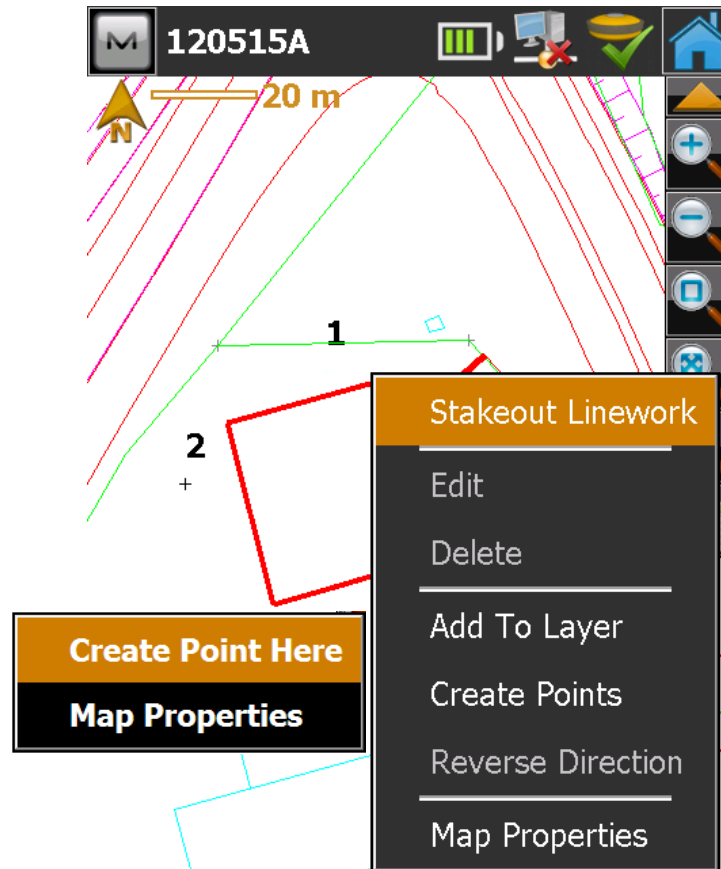 M 120515A
N 20 m
1
2
Stakeout Linework
Edit
Delete
Add To Layer
Create Points
Reverse Direction
Map Properties
Create Point Here
Map Properties